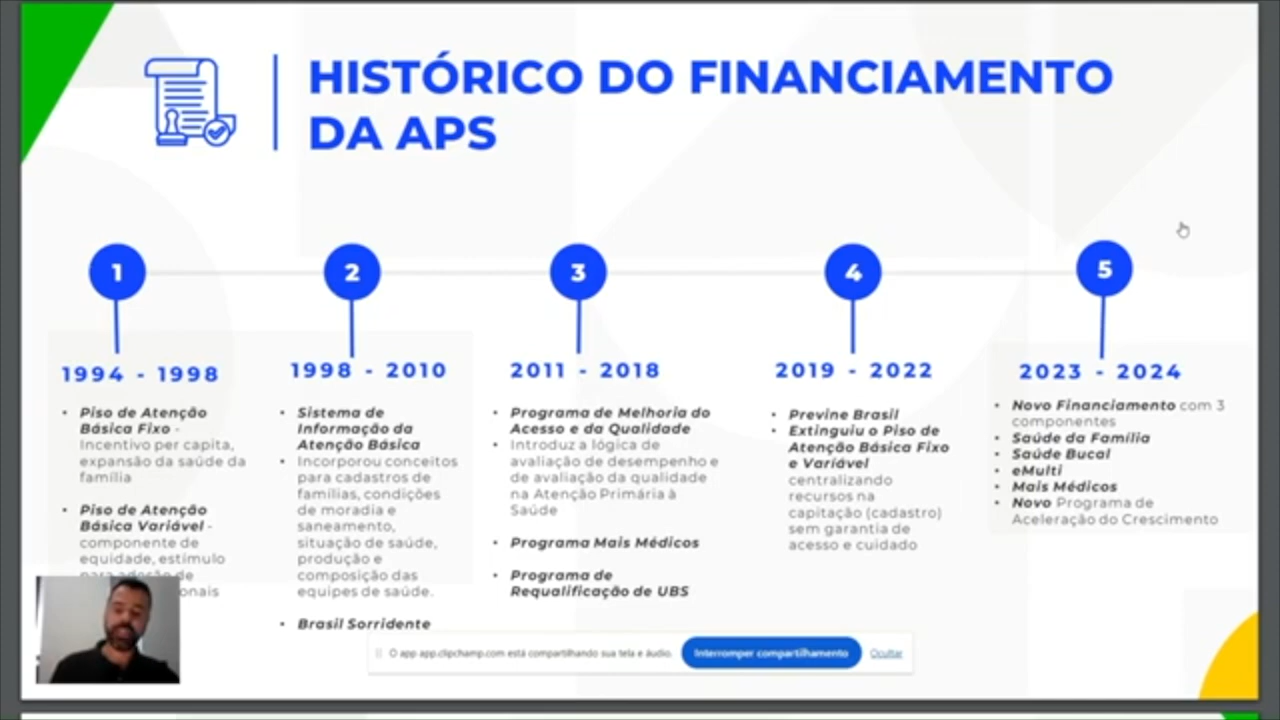 HISTÓRICO DO FINANCIAMENTO
DA APS
1
1994 - 1998
• Piso de Atenção
Básica Fixo -
Incentivo per capita,
expansão da saúde da
família
• Piso de Atenção
Básica Variável -
componente de
equidade, estímulo
para adesão de
onais
2
1998 - 2010
• Sistema de
Informação da
Atenção Básica
• Incorporou conceitos
para cadastros de
famílias, condições
de moradia e
saneamento,
situação de saúde,
produção e
composição das
equipes de saúde.
• Brasil Sorridente
3
2011 - 2018
• Programa de Melhoria do
Acesso e da Qualidade
• Introduz a lógica de
avaliação de desempenho e
de avaliação da qualidade
na Atenção Primária à
Saúde
Programa Mais Médicos
• Programa de
Requalificação de UBS
4
2019 - 2022
• Previne Brasil
• Extinguiu o Piso de
Atenção Básica Fixo
e Varíável
centralizando
recursos na
capitação (cadastro)
sem garantia de
acesso e cuidado
5
2023 - 2024
• Novo Financiamento com 3
componentes
• Saúde da Família
• Saúde Bucal
• eMulti
• Mais Médicos
• Novo Programa de
Aceleração do Crescimento
O app app.clipchamp.com está compartilhando sua tela e áudio.
Interromper compartilhamento
Ocultar